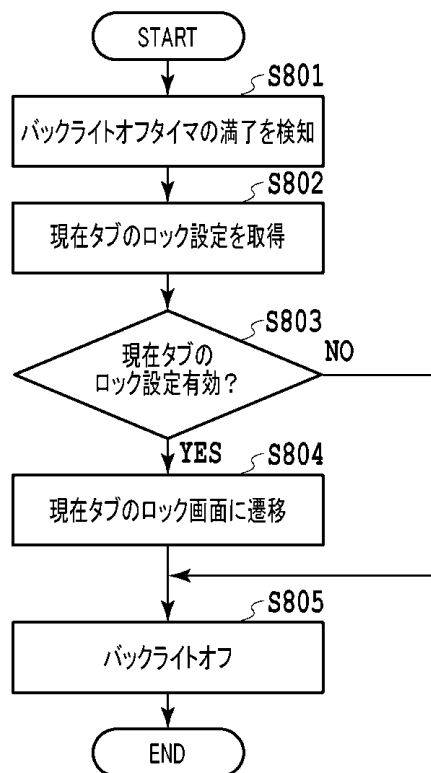 START
S801
バックライトオフタイマの満了を検知
S802
現在タブのロック設定を取得
S803
現在タブの
ロック設定有効？
NO
YES
S804
現在タブのロック画面に遷移
S805
バックライトオフ
END